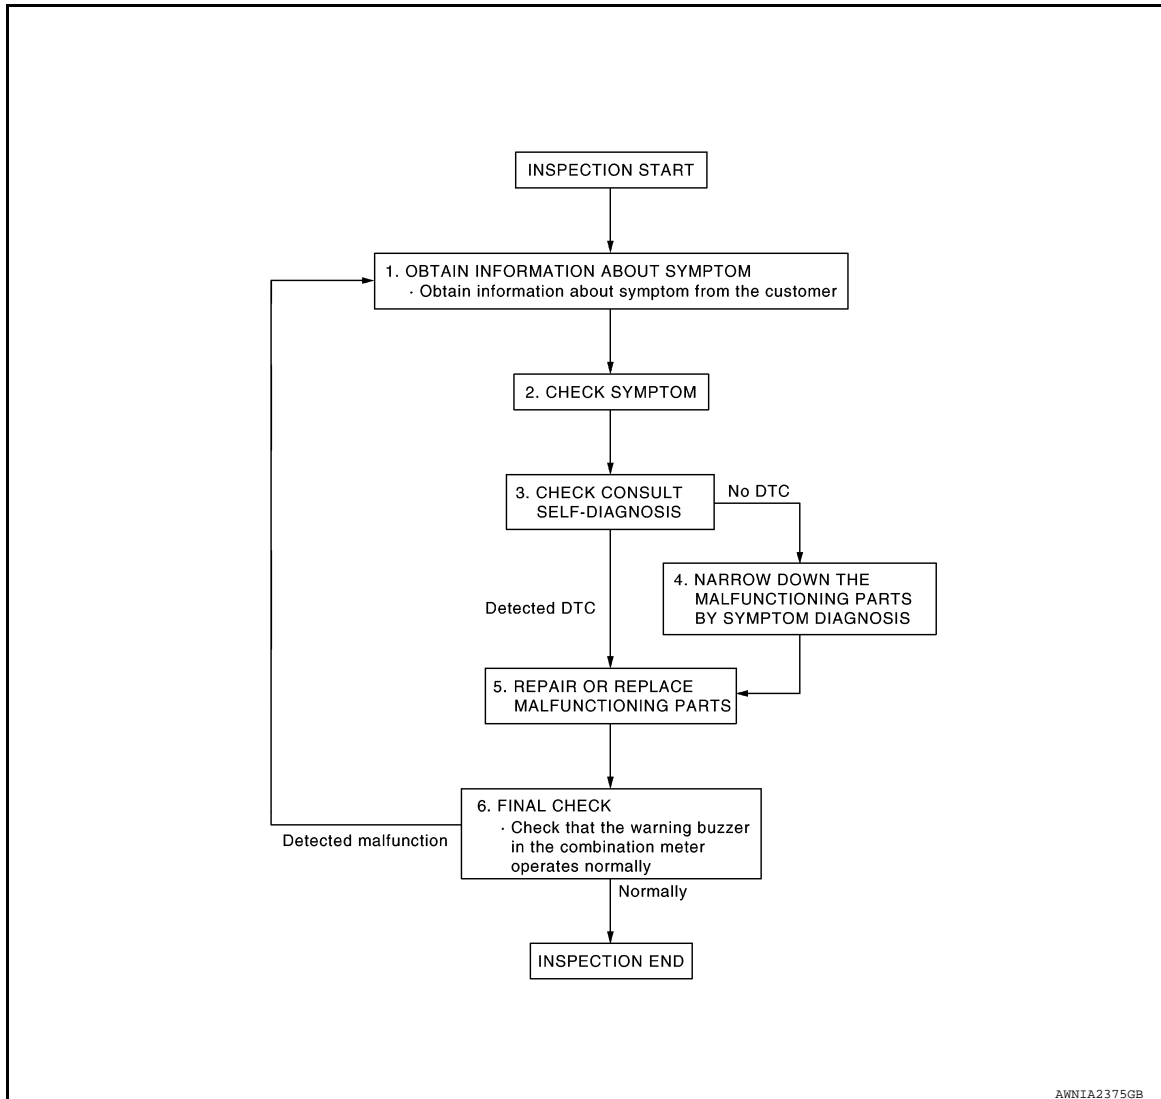 INSPECTION START
1. OBTAIN INFORMATION ABOUT SYMPTOM
· Obtain information about symptom from the customer
2. CHECK SYMPTOM
3. CHECK CONSULT
SELF-DIAGNOSIS
No DTC
4. NARROW DOWN THE
MALFUNCTIONING PARTS
BY SYMPTOM DIAGNOSIS
Detected DTC
5. REPAIR OR REPLACE
MALFUNCTIONING PARTS
6. FINAL CHECK
· Check that the warning buzzer
in the combination meter
operates normally
Detected malfunction
Normally
INSPECTION END
AWNIA2375GB